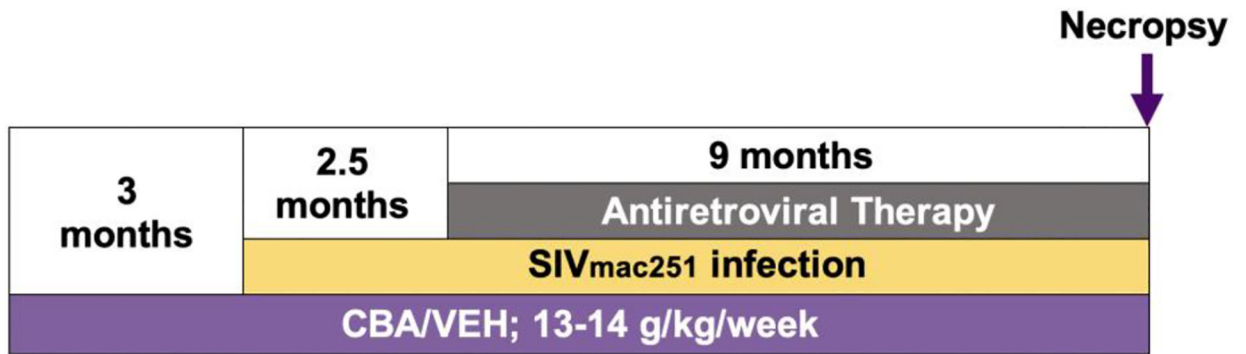 Necropsy
3
months
2.5
months
9 months
Antiretroviral Therapy
SIVmac251 infection
CBA/VEH; 13-14 g/kg/week